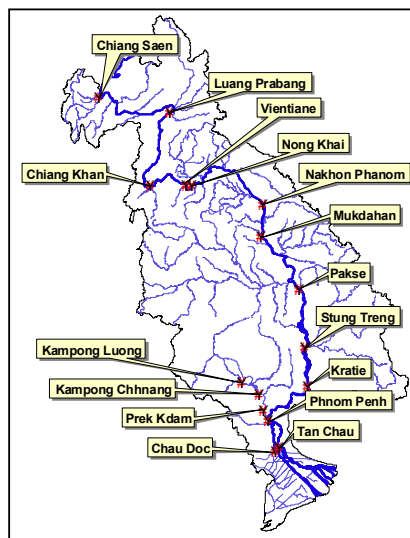 Chiang Saen
Luang Prabang
Vientiane
Nong Khai
Chiang Khan
Nakhon Phanom
Mukdahan
Pakse
Stung Treng
Kampong Luong
Kratie
Kampong Chhnang
Phnom Penh
Prek Kdam
Tan Chau
Chau Doc